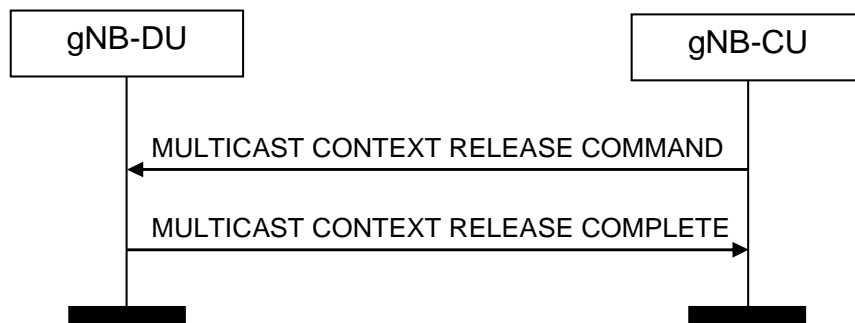 gNB-DU
gNB-CU
MULTICAST CONTEXT RELEASE COMMAND
MULTICAST CONTEXT RELEASE COMPLETE